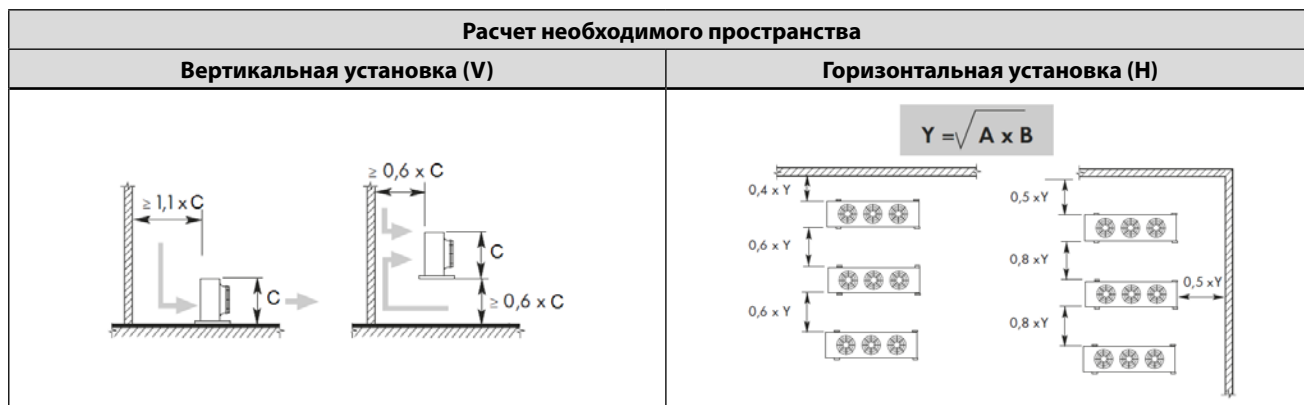 Расчет необходимого пространства
Вертикальная установка (V)
Горизонтальная установка (H)
≥ 1,1 x C
C
≥ 0,6 x C
C
≥ 0,6 x C
Y =√ A x B
0,4 x Y
0,6 x Y
0,6 x Y
0,5 xY
0,8 xY
0,5 xY
0,8 xY